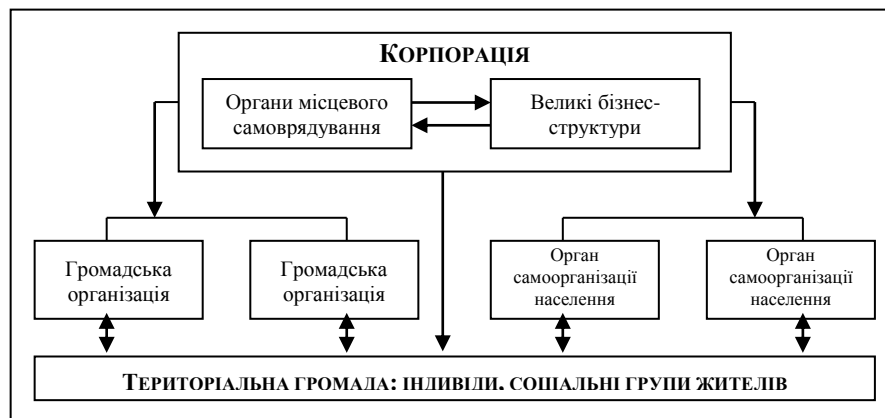 КОРПОРАЦІЯ
Органи місцевого
самоврядування
Великі бізнес-
структури
Громадська
організація
Громадська
організація
Орган
самоорганізації
населення
Орган
самоорганізації
населення
ТЕРИТОРІАЛЬНА ГРОМАДА: ІНДИВІДИ, СОЦІАЛЬНІ ГРУПИ ЖИТЕЛІВ